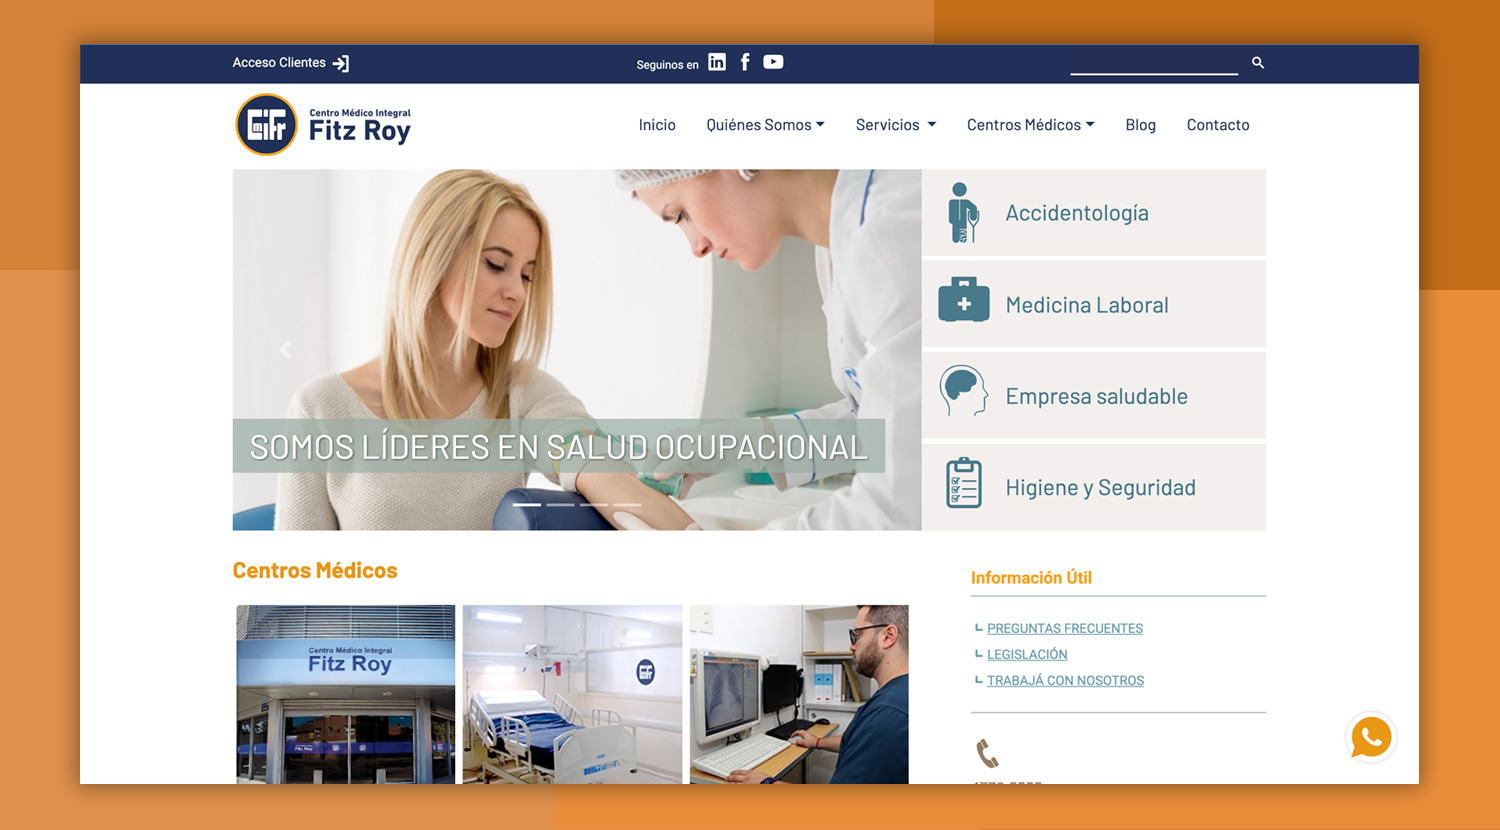 Acceso Clientes
Seguinos en
Centro Médico Integral
Fitz Roy
Inicio
Quiénes Somos
Servicios
Centros Médicos
Blog
Contacto
SOMOS LÍDERES EN SALUD OCUPACIONAL
Accidentología
Medicina Laboral
Empresa saludable
Higiene y Seguridad
Centros Médicos
Centro Médico Integral
Fitz Roy
Fitz Roy
Información Útil
PREGUNTAS FRECUENTES
LEGISLACIÓN
TRABAJÁ CON NOSOTROS